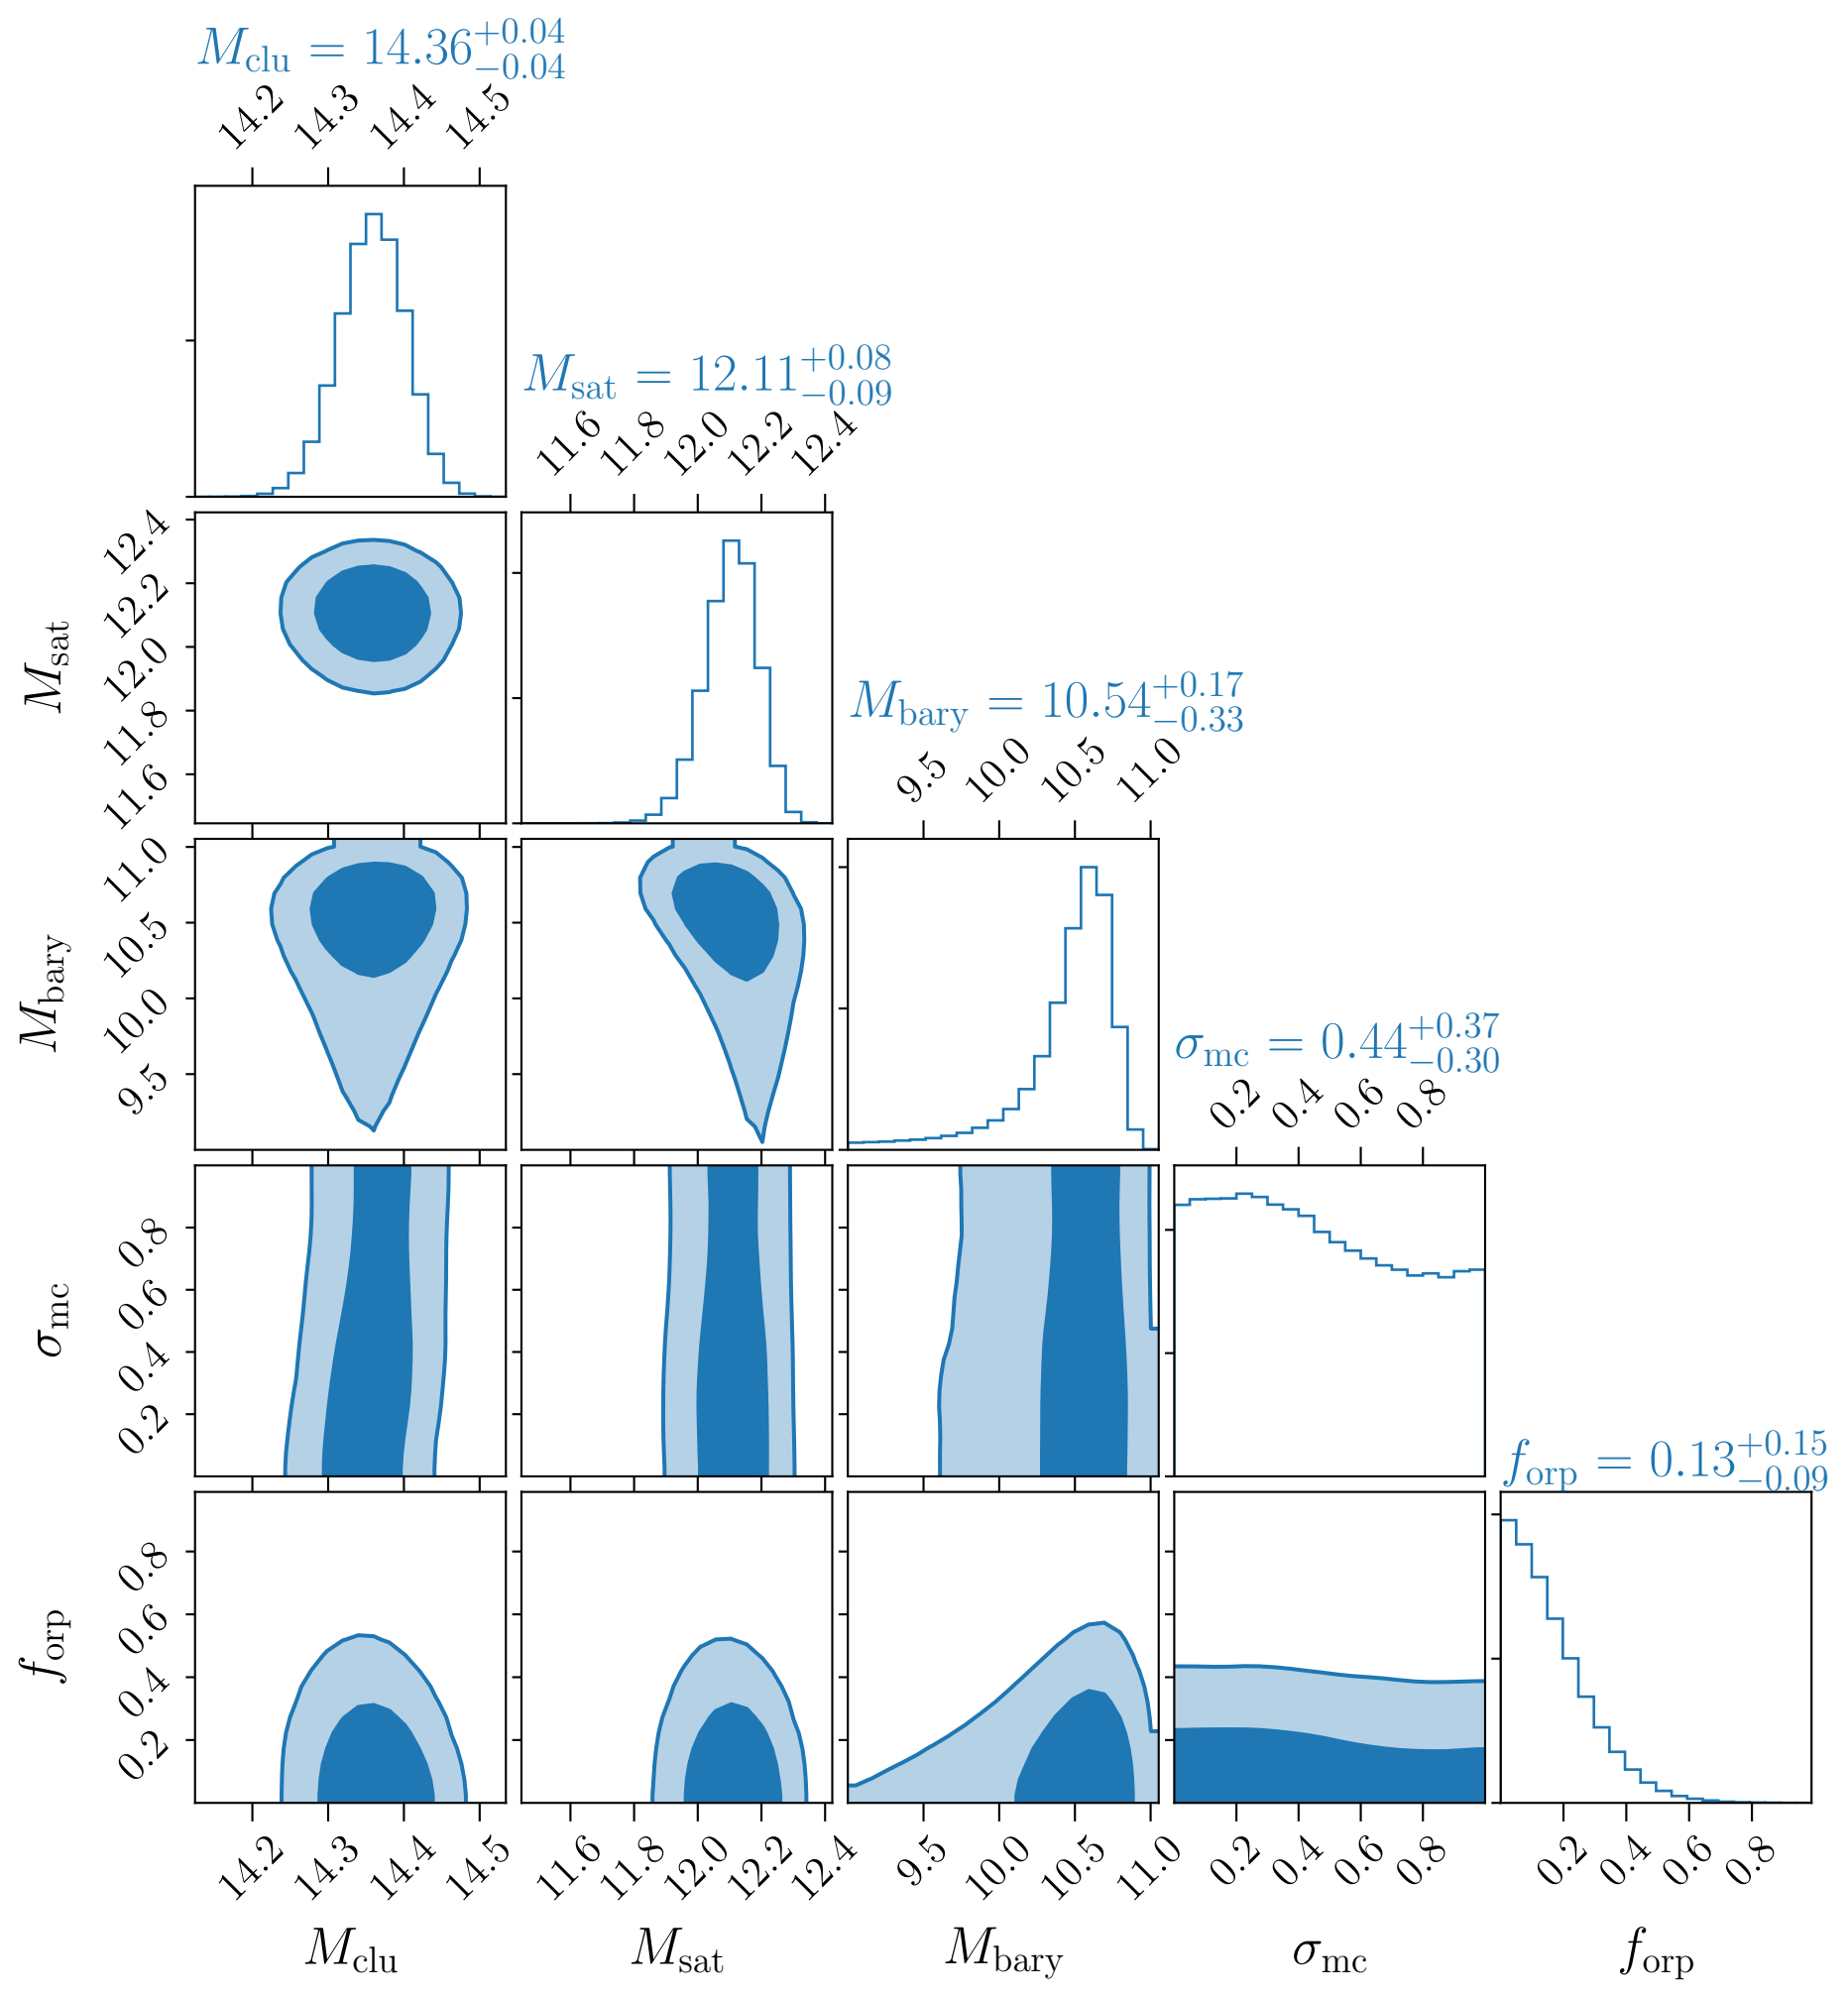 M_clu = 14.36^{+0.04}_{−0.04}
14.2 14.3 14.4 14.5
M_sat = 12.11^{+0.08}_{−0.09}
11.6 11.8 12.0 12.2 12.4
M_sat
12.4
12.2
12.0
11.8
11.6
M_bary = 10.54^{+0.17}_{−0.33}
9.5 10.0 10.5 11.0
M_bary
11.0
10.5
10.0
9.5
σ_mc = 0.44^{+0.37}_{−0.30}
0.2 0.4 0.6 0.8
σ_mc
0.8
0.6
0.4
0.2
f_orp = 0.13^{+0.15}_{−0.09}
f_orp
0.8
0.6
0.4
0.2
14.2 14.3 14.4 14.5 11.6 11.8 12.0 12.2 12.4 9.5 10.0 10.5 11.0 0.2 0.4 0.6 0.8 0.2 0.4 0.6 0.8
M_clu M_sat M_bary σ_mc f_orp